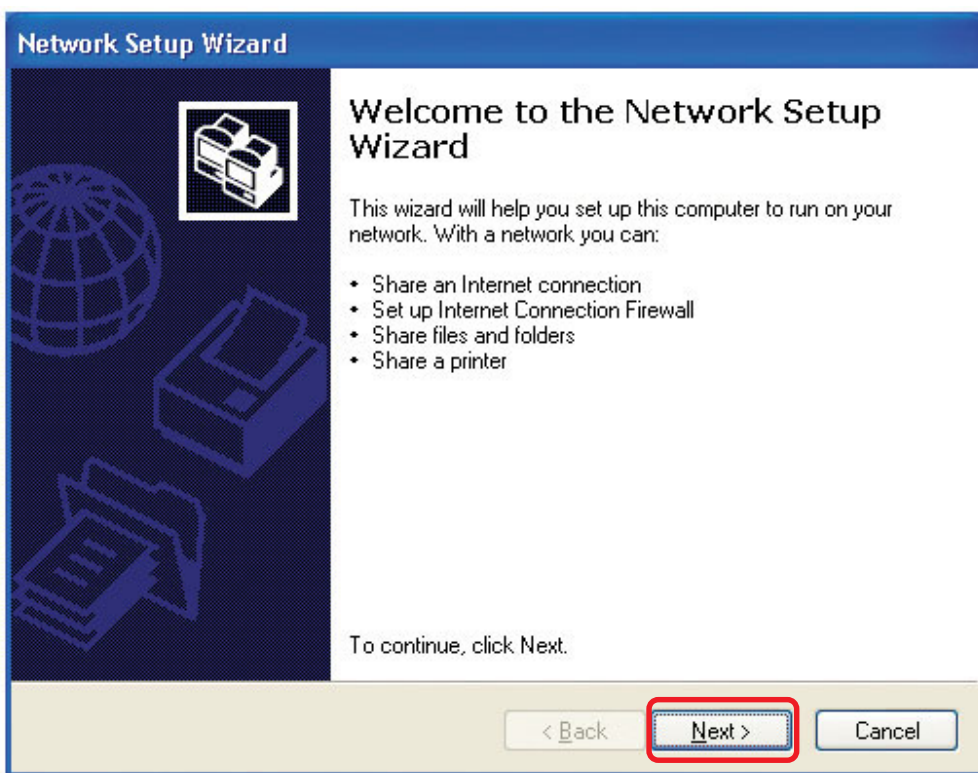 Network Setup Wizard
Welcome to the Network Setup
Wizard
This wizard will help you set up this computer to run on your
network. With a network you can:
• Share an Internet connection
• Set up Internet Connection Firewall
• Share files and folders
• Share a printer
To continue, click Next.
< Back Next > Cancel